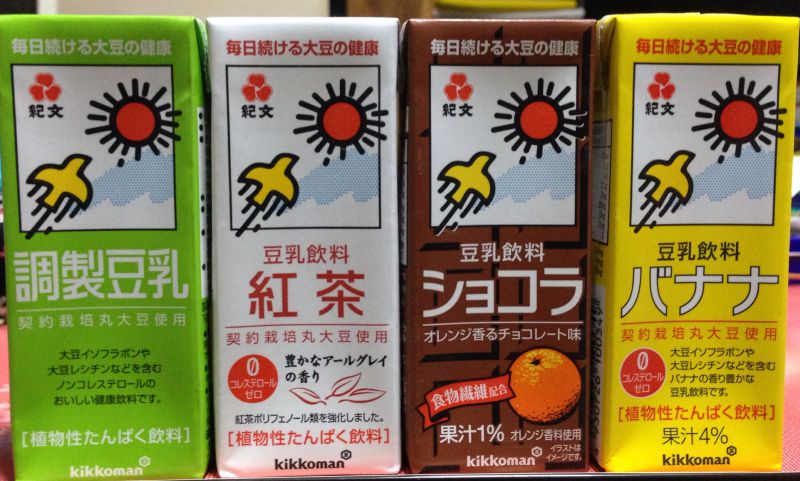 毎日続ける大豆の健康
紀文
調製豆乳
契約栽培丸大豆使用
大豆イソフラボンや
大豆レシチンなどを含む
ノンコレステロールの
おいしい健康飲料です。
[植物性たんぱく飲料]
kikkoman
毎日続ける大豆の健康
紀文
豆乳飲料
紅茶
契約栽培丸大豆使用
0
コレステロール
ゼロ
豊かなアールグレイ
の香り
紅茶ポリフェノール類を強化しました。
[植物性たんぱく飲料]
kikkoman
毎日続ける大豆の健康
紀文
豆乳飲料
ショコラ
オレンジ香るチョコレート味
食物繊維配合
果汁1% オレンジ香料使用
イラストは
イメージです。
kikkoman
毎日続ける大豆の健康
紀文
豆乳飲料
バナナ
契約栽培丸大豆使用
0
コレステロール
ゼロ
大豆イソフラボンや
大豆レシチンなどを含む
バナナの香り豊かな
豆乳飲料です。
[植物性たんぱく飲料]
果汁4%
kikkoman